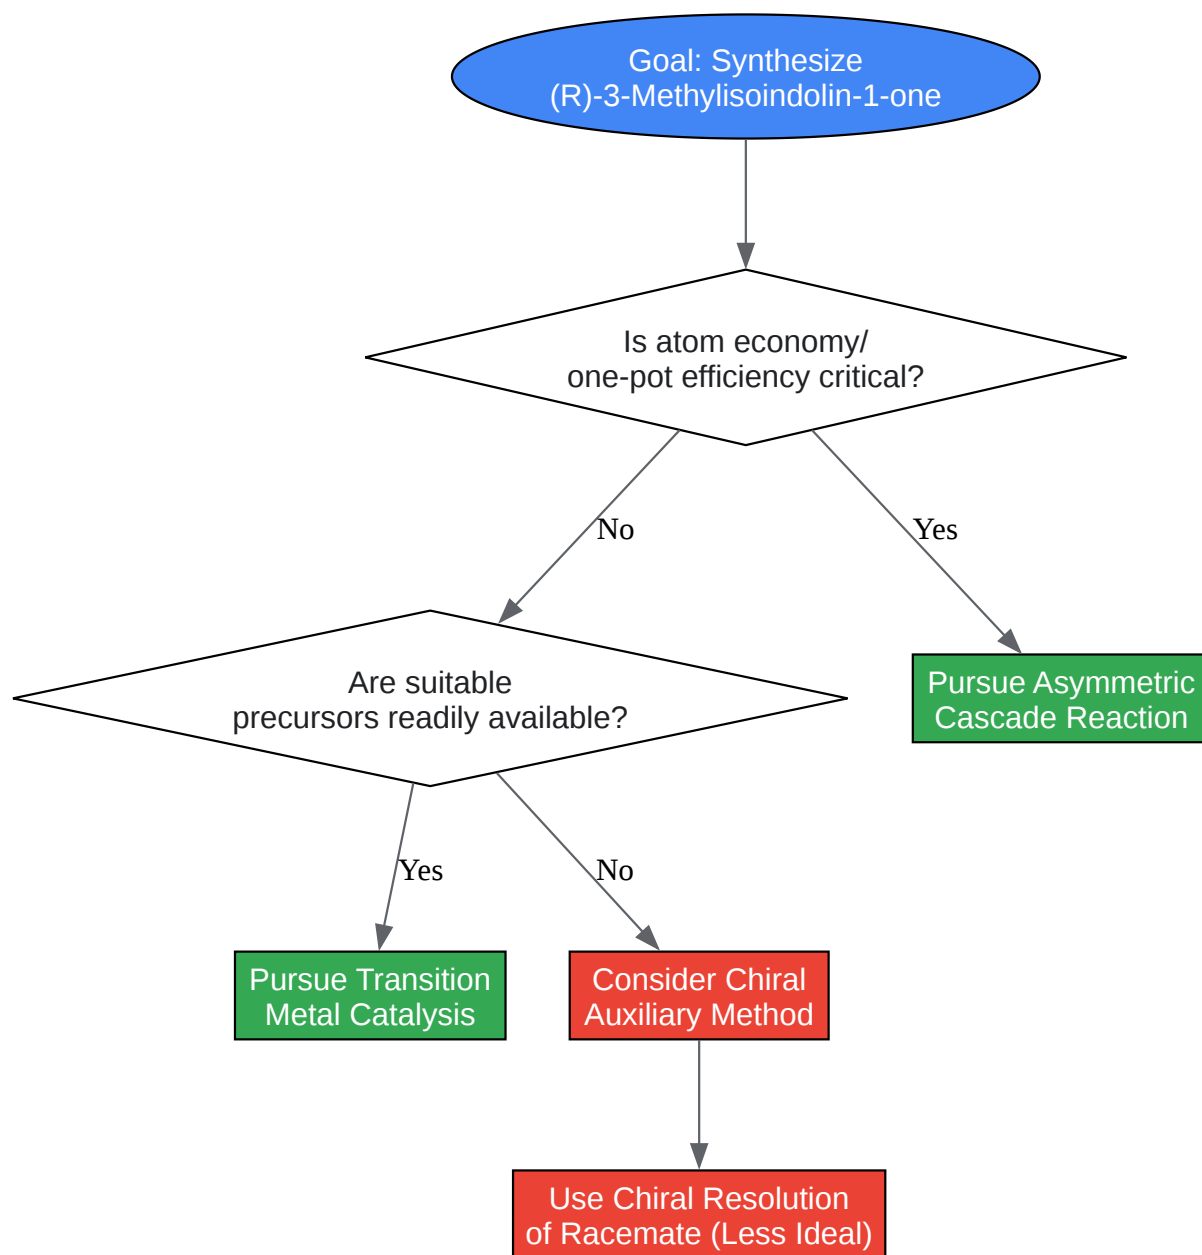 Goal: Synthesize
(R)-3-Methylisoindolin-1-one
Is atom economy/
one-pot efficiency critical?
No
Yes
Are suitable
precursors readily available?
Pursue Asymmetric
Cascade Reaction
Yes
No
Pursue Transition
Metal Catalysis
Consider Chiral
Auxiliary Method
Use Chiral Resolution
of Racemate (Less Ideal)